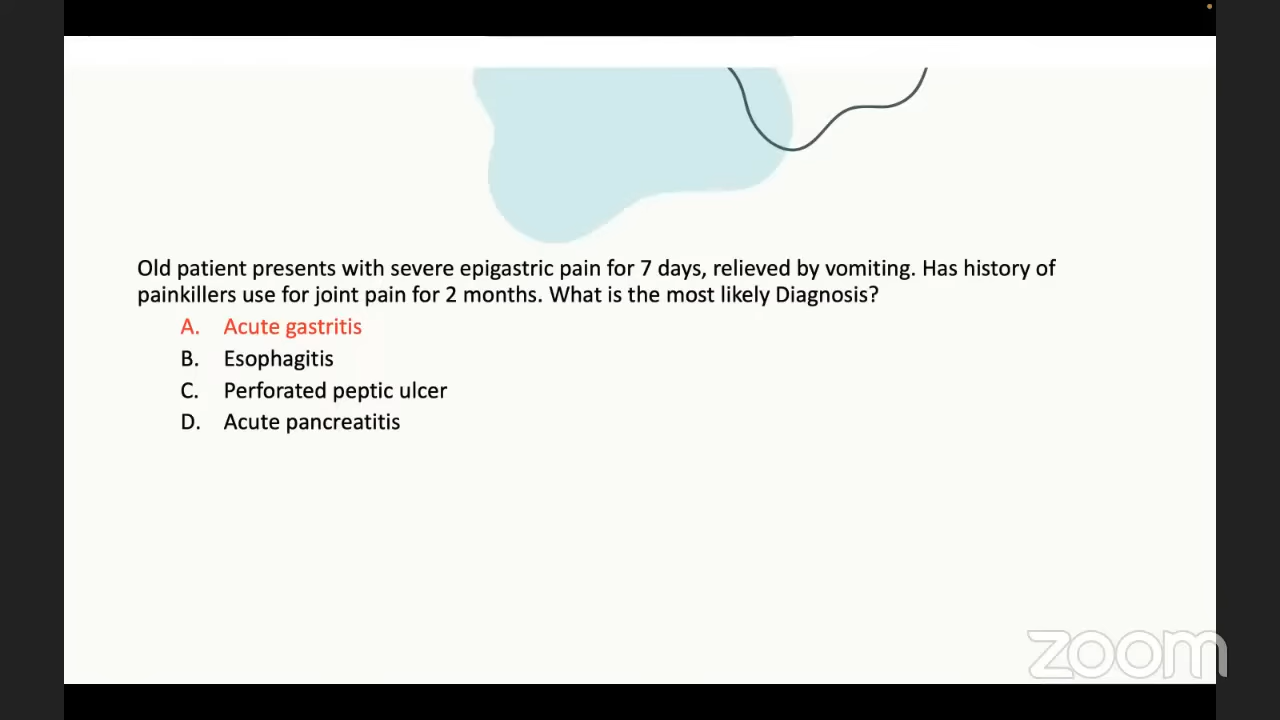 Old patient presents with severe epigastric pain for 7 days, relieved by vomiting. Has history of
painkillers use for joint pain for 2 months. What is the most likely Diagnosis?
A. Acute gastritis
B. Esophagitis
C. Perforated peptic ulcer
D. Acute pancreatitis
zoom